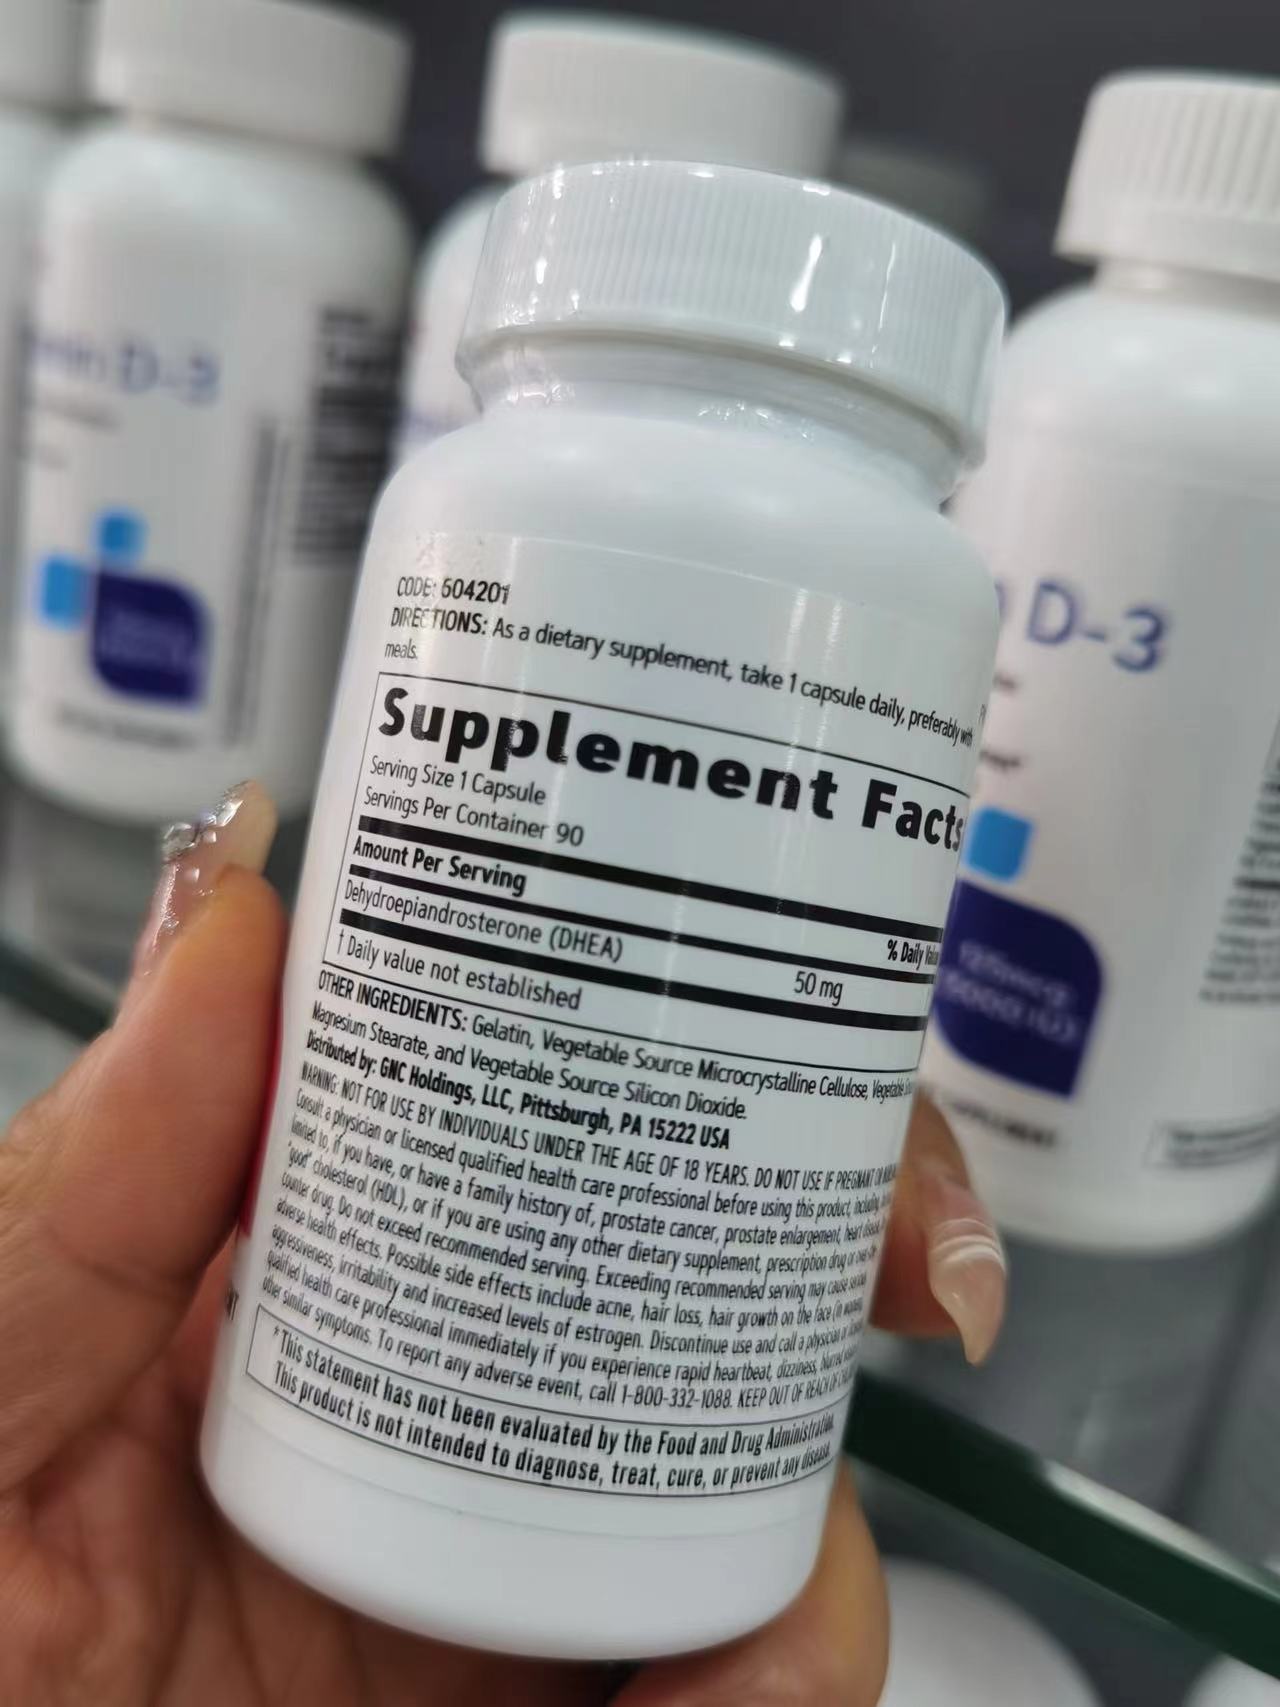 CODE: 504201
DIRECTIONS: As a dietary supplement, take 1 capsule daily, preferably with
meals.
Supplement Facts
Serving Size 1 Capsule
Servings Per Container 90
Amount Per Serving
% Daily
Dehydroepiandrosterone (DHEA) 50 mg
† Daily value not established
OTHER INGREDIENTS: Gelatin, Vegetable Source Microcrystalline Cellulose, Vegetable
Magnesium Stearate, and Vegetable Source Silicon Dioxide.
Distributed by: GNC Holdings, LLC, Pittsburgh, PA 15222 USA
WARNING: NOT FOR USE BY INDIVIDUALS UNDER THE AGE OF 18 YEARS. DO NOT USE IF PREGNANT OR
Consult a physician or licensed qualified health care professional before using this product, including,
limited to, if you have, or have a family history of, prostate cancer, prostate enlargement, heart
"good" cholesterol (HDL), or if you are using any other dietary supplement, prescription drug or
counter drug. Do not exceed recommended serving. Exceeding recommended serving may cause
adverse health effects. Possible side effects include acne, hair loss, hair growth on the face (in women),
aggressiveness, irritability and increased levels of estrogen. Discontinue use and call a physician or
qualified health care professional immediately if you experience rapid heartbeat, dizziness, blurred
other similar symptoms. To report any adverse event, call 1-800-332-1088. KEEP OUT OF REACH OF
*This statement has not been evaluated by the Food and Drug Administration.
This product is not intended to diagnose, treat, cure, or prevent any disease.
D-3
D-3